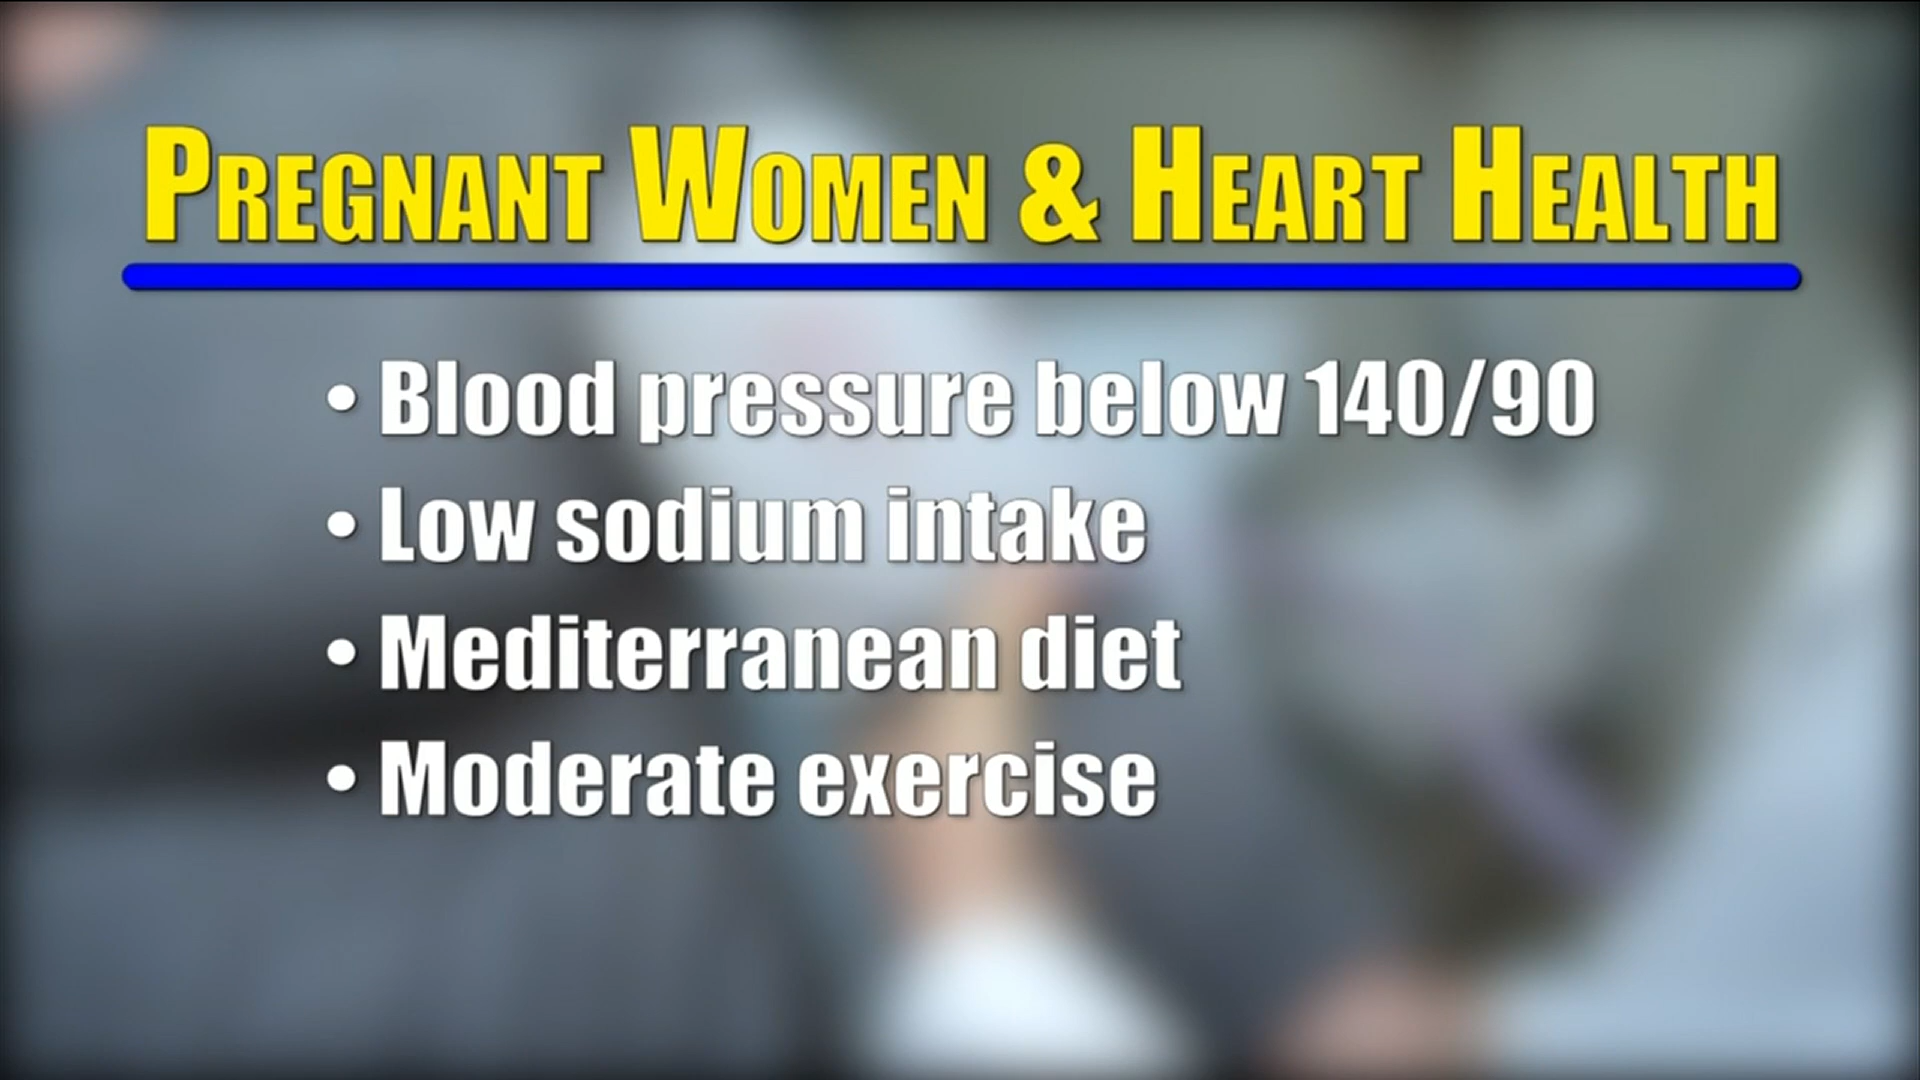 PREGNANT WOMEN & HEART HEALTH
• Blood pressure below 140/90
• Low sodium intake
• Mediterranean diet
• Moderate exercise